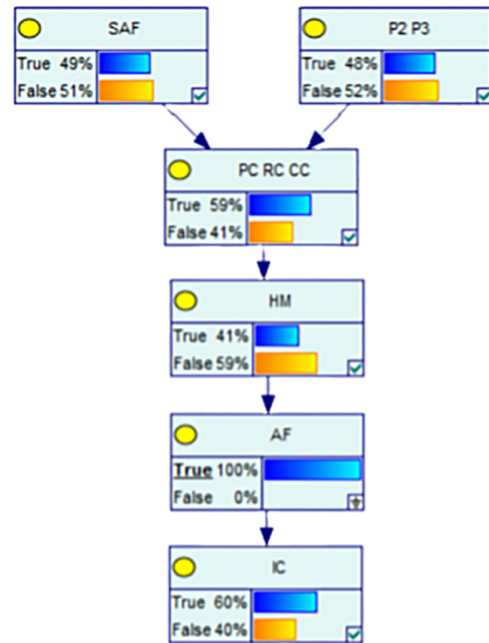 SAF
True 49%
False 51%
P2 P3
True 48%
False 52%
PC RC CC
True 59%
False 41%
HM
True 41%
False 59%
AF
True 100%
False 0%
IC
True 60%
False 40%